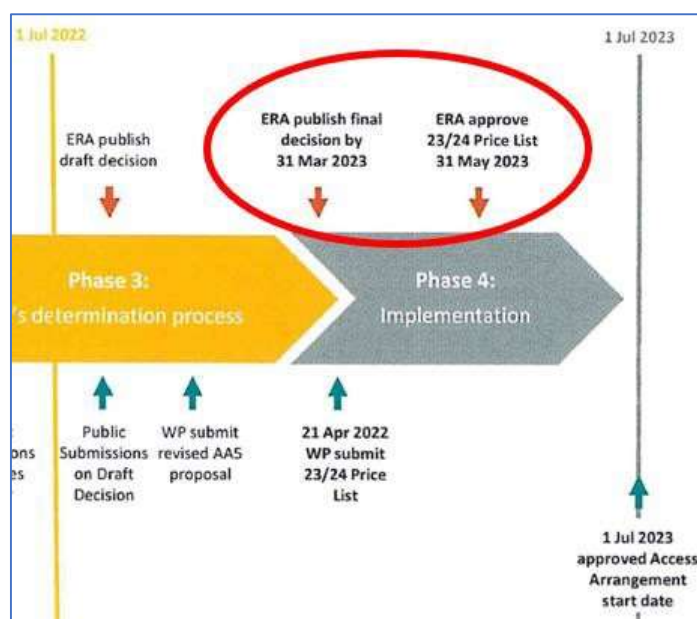 1 Jul 2022
1 Jul 2023
ERA publish
draft decision
ERA publish final
decision by
31 Mar 2023
ERA approve
23/24 Price List
31 May 2023
Phase 3:
's determination process
Phase 4:
Implementation
ons
es
Public
Submissions
on Draft
Decision
WP submit
revised AA5
proposal
21 Apr 2022
WP submit
23/24 Price
List
1 Jul 2023
approved Access
Arrangement
start date